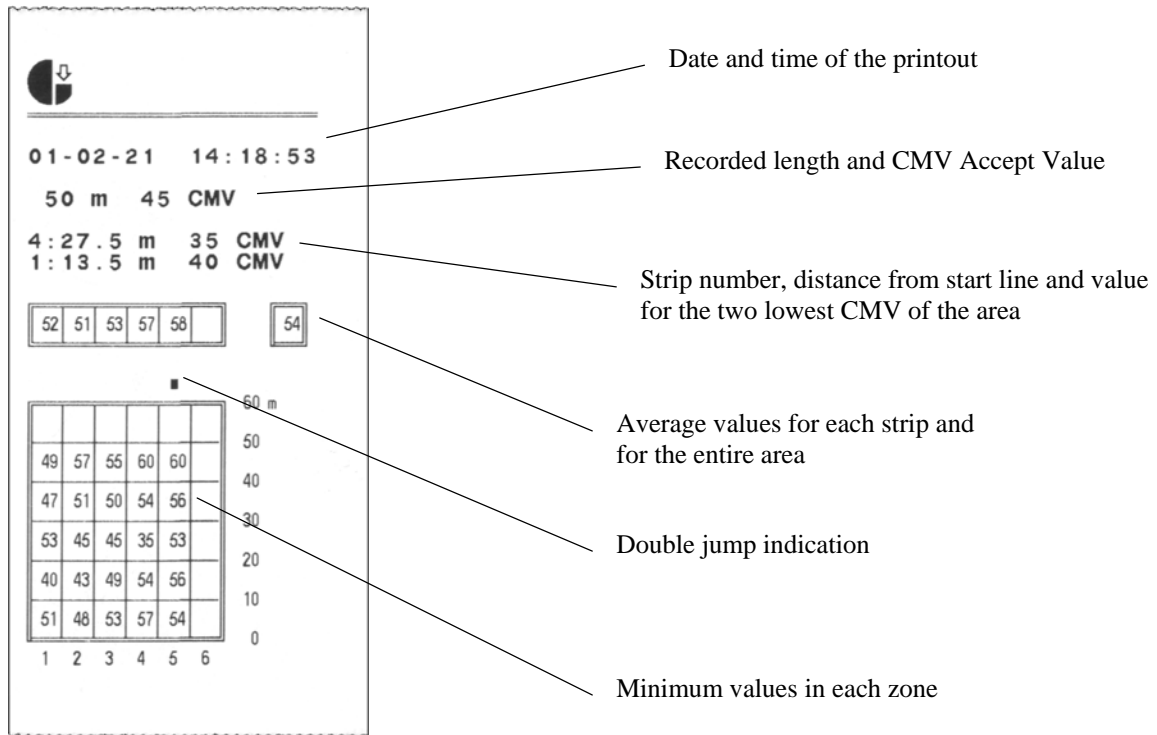 01-02-21 14:18:53
50 m 45 CMV
4:27.5 m 35 CMV
1:13.5 m 40 CMV
52 51 53 57 58 54
60 m
50
49 57 55 60 60
40
47 51 50 54 56
30
53 45 45 35 53
20
40 43 49 54 56
10
51 48 53 57 54
0
1 2 3 4 5 6
Date and time of the printout
Recorded length and CMV Accept Value
Strip number, distance from start line and value
for the two lowest CMV of the area
Average values for each strip and
for the entire area
Double jump indication
Minimum values in each zone